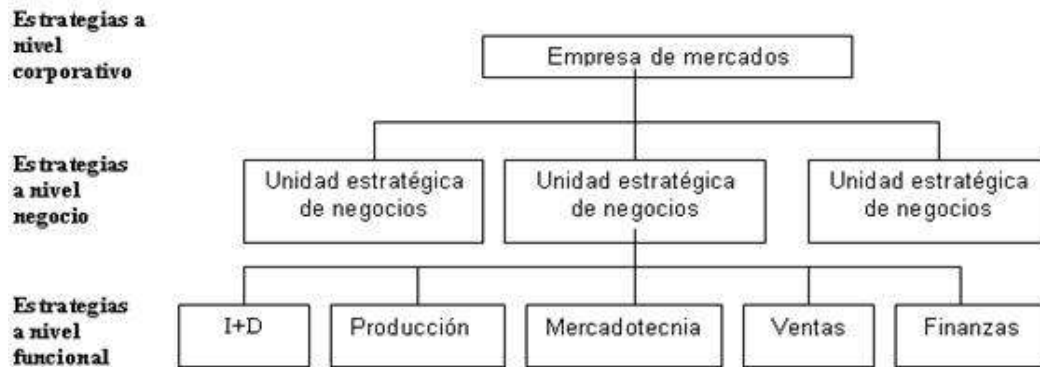 Estrategias a
nivel
corporativo
Empresa de mercados
Estrategias
a nivel
negocio
Unidad estratégica
de negocios
Unidad estratégica
de negocios
Unidad estratégica
de negocios
Estrategias
a nivel
funcional
I+D
Producción
Mercadotecnia
Ventas
Finanzas